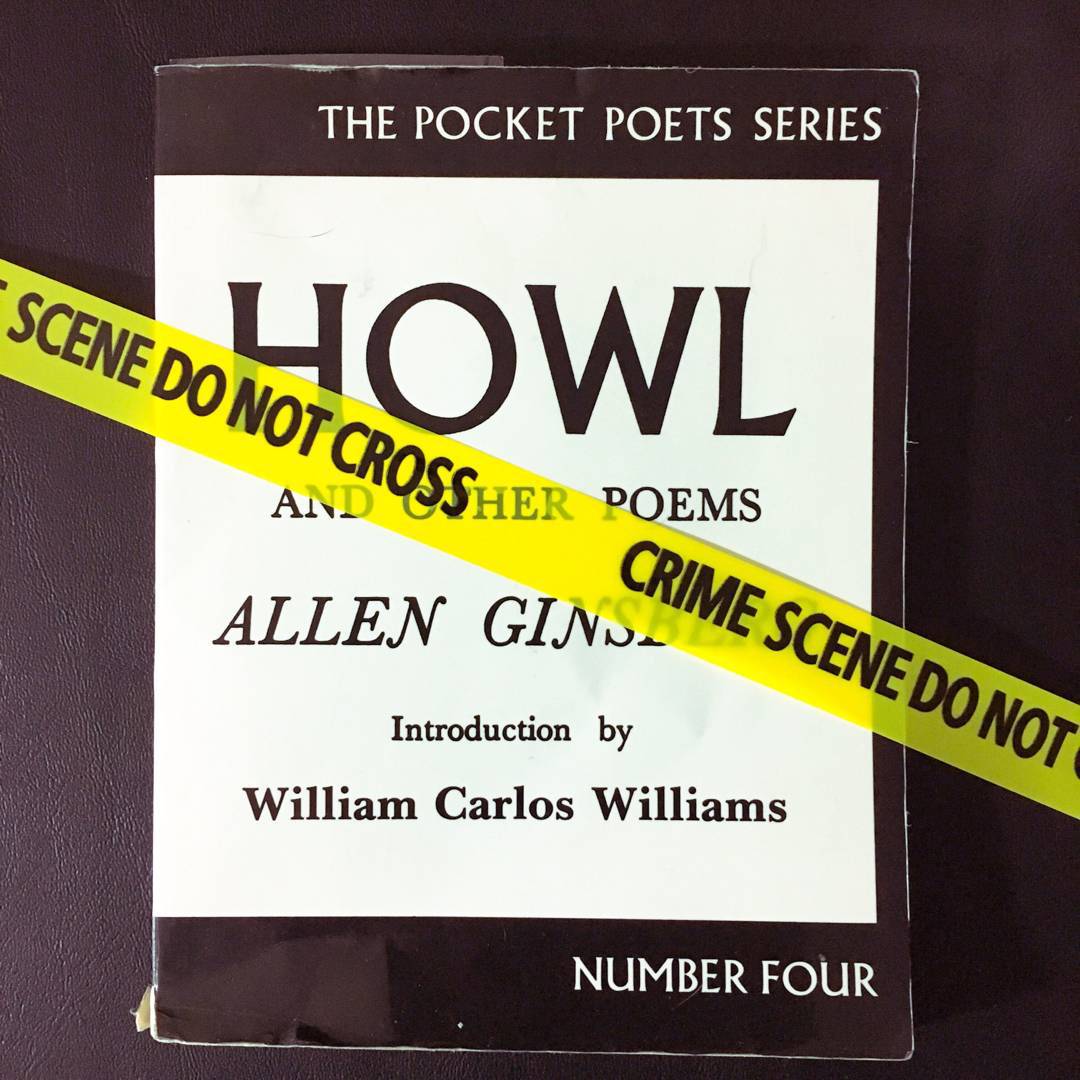 THE POCKET POETS SERIES
HOWL
SCENE DO NOT CROSS
AND OTHER POEMS
CRIME SCENE DO NOT
ALLEN GINSBERG
Introduction by
William Carlos Williams
NUMBER FOUR